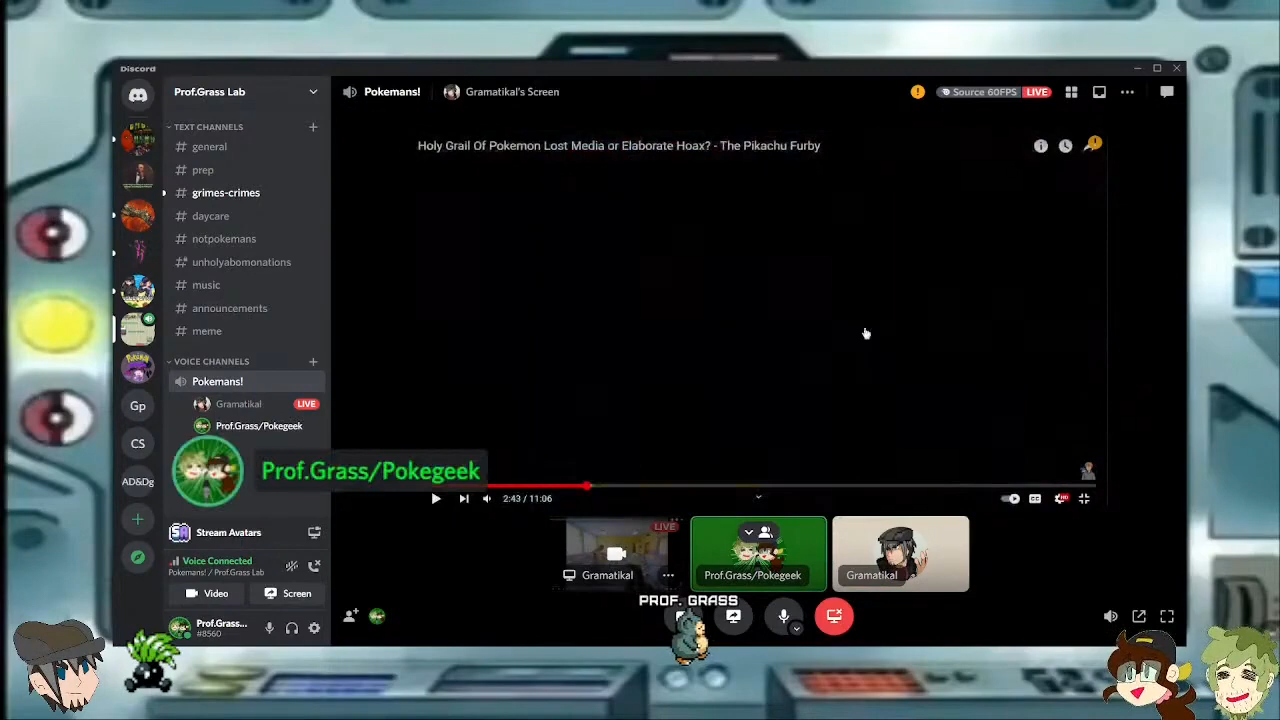 Discord
Prof.Grass Lab
Pokemans!
Gramatikal's Screen
Source 60FPS
LIVE
TEXT CHANNELS
general
prep
grimes-crimes
daycare
notpokemans
unholyabomonations
music
announcements
meme
VOICE CHANNELS
Pokemans!
Gramatikal
LIVE
Prof.Grass/Pokegeek
Prof.Grass/Pokegeek
Gp
CS
AD&Dg
Stream Avatars
Voice Connected
Pokemans! / Prof.Grass Lab
Video
Screen
Prof.Grass...
#8560
Holy Grail Of Pokemon Lost Media or Elaborate Hoax? - The Pikachu Furby
2:43 / 11:06
HD
LIVE
Gramatikal
Prof.Grass/Pokegeek
Gramatikal
PROF. GRASS